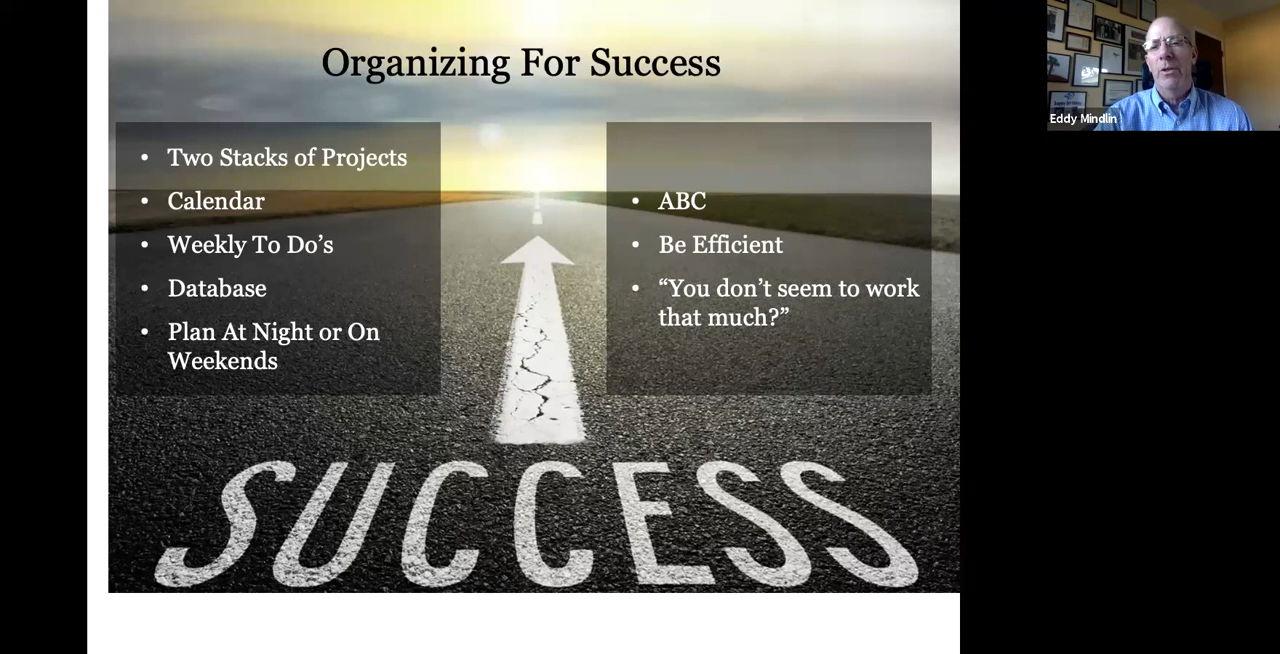 Organizing For Success
• Two Stacks of Projects
• Calendar
• Weekly To Do’s
• Database
• Plan At Night or On
Weekends
• ABC
• Be Efficient
• “You don’t seem to work
that much?”
SUCCESS
Eddy Mindlin